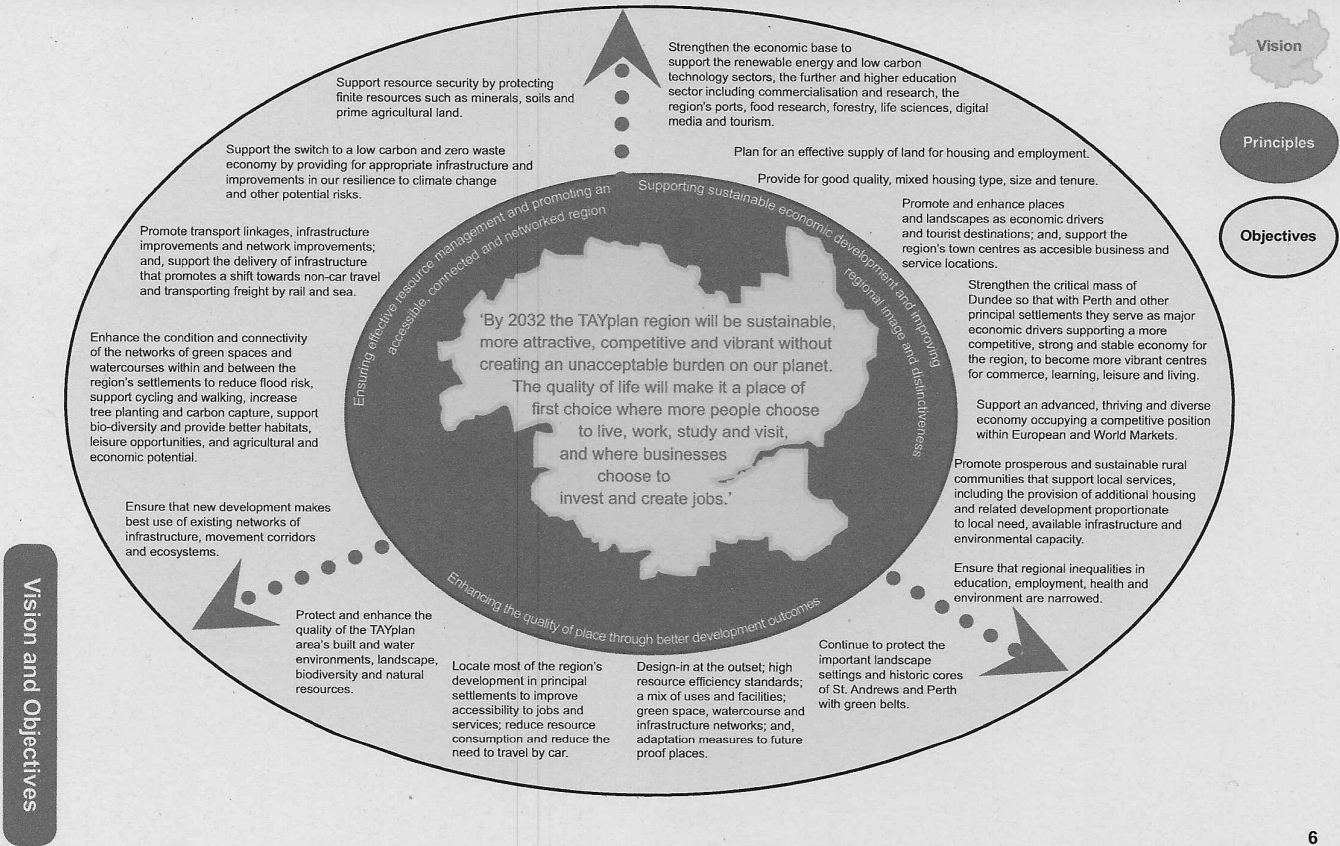 Vision
Principles
Objectives
Vision and Objectives
Support resource security by protecting
finite resources such as minerals, soils and
prime agricultural land.
Support the switch to a low carbon and zero waste
economy by providing for appropriate infrastructure and
improvements in our resilience to climate change
and other potential risks.
Promote transport linkages, infrastructure
improvements and network improvements;
and, support the delivery of infrastructure
that promotes a shift towards non-car travel
and transporting freight by rail and sea.
Enhance the condition and connectivity
of the networks of green spaces and
watercourses within and between the
region's settlements to reduce flood risk,
support cycling and walking, increase
tree planting and carbon capture, support
bio-diversity and provide better habitats,
leisure opportunities, and agricultural and
economic potential.
Ensure that new development makes
best use of existing networks of
infrastructure, movement corridors
and ecosystems.
Strengthen the economic base to
support the renewable energy and low carbon
technology sectors, the further and higher education
sector including commercialisation and research, the
region's ports, food research, forestry, life sciences, digital
media and tourism.
Plan for an effective supply of land for housing and employment.
Provide for good quality, mixed housing type, size and tenure.
Promote and enhance places
and landscapes as economic drivers
and tourist destinations; and, support the
region's town centres as accesible business and
service locations.
Strengthen the critical mass of
Dundee so that with Perth and other
principal settlements they serve as major
economic drivers supporting a more
competitive, strong and stable economy for
the region, to become more vibrant centres
for commerce, learning, leisure and living.
Support an advanced, thriving and diverse
economy occupying a competitive position
within European and World Markets.
Promote prosperous and sustainable rural
communities that support local services,
including the provision of additional housing
and related development proportionate
to local need, available infrastructure and
environmental capacity.
Ensure that regional inequalities in
education, employment, health and
environment are narrowed.
Ensuring effective resource management and promoting an
accessible, connected and networked region
Supporting sustainable economic development and improving
regional image and distinctiveness
Enhancing the quality of place through better development outcomes
'By 2032 the TAYplan region will be sustainable,
more attractive, competitive and vibrant without
creating an unacceptable burden on our planet.
The quality of life will make it a place of
first choice where more people choose
to live, work, study and visit,
and where businesses
choose to
invest and create jobs.'
Protect and enhance the
quality of the TAYplan
area's built and water
environments, landscape,
biodiversity and natural
resources.
Locate most of the region's
development in principal
settlements to improve
accessibility to jobs and
services; reduce resource
consumption and reduce the
need to travel by car.
Design-in at the outset; high
resource efficiency standards;
a mix of uses and facilities;
green space, watercourse and
infrastructure networks; and,
adaptation measures to future
proof places.
Continue to protect the
important landscape
settings and historic cores
of St. Andrews and Perth
with green belts.
6